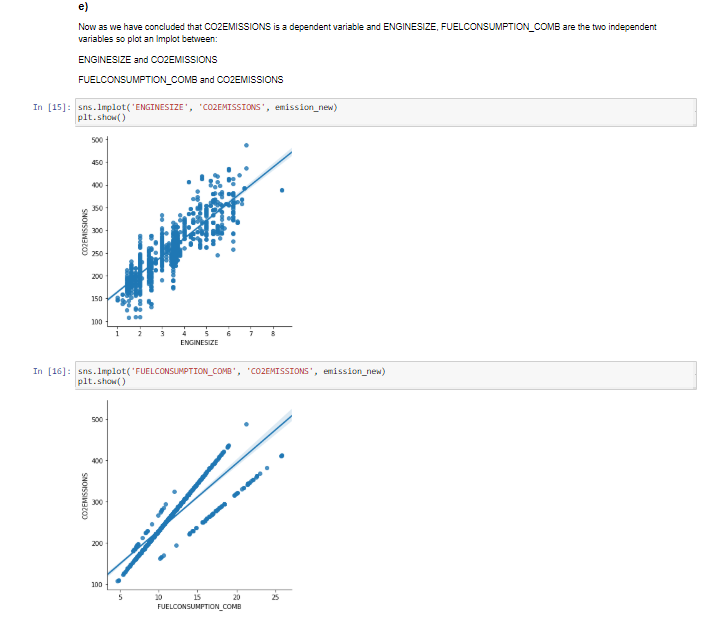 e)
Now as we have concluded that CO2EMISSIONS is a dependent variable and ENGINESIZE, FUELCONSUMPTION_COMB are the two independent
variables so plot an lmplot between:
ENGINESIZE and CO2EMISSIONS
FUELCONSUMPTION_COMB and CO2EMISSIONS
In [15]: sns.lmplot('ENGINESIZE', 'CO2EMISSIONS', emission_new)
plt.show()
500
450
400
350
300
250
200
150
100
CO2EMISSIONS
1 2 3 4 5 6 7 8
ENGINESIZE
In [16]: sns.lmplot('FUELCONSUMPTION_COMB', 'CO2EMISSIONS', emission_new)
plt.show()
500
400
300
200
100
CO2EMISSIONS
5 10 15 20 25
FUELCONSUMPTION_COMB